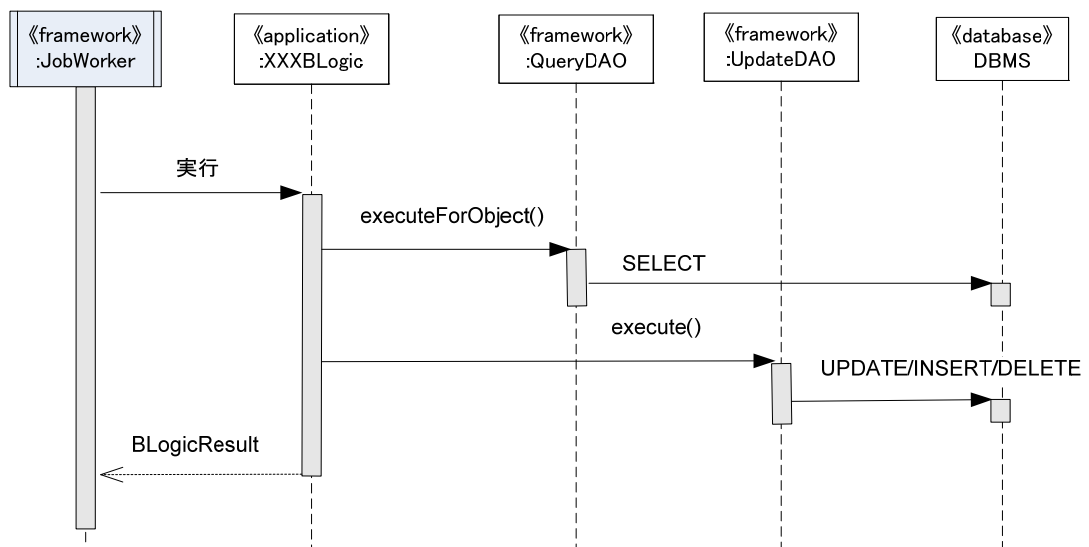 《framework》
:JobWorker
《application》
:XXXBLogic
《framework》
:QueryDAO
《framework》
:UpdateDAO
《database》
DBMS
実行
executeForObject()
SELECT
execute()
UPDATE/INSERT/DELETE
BLogicResult